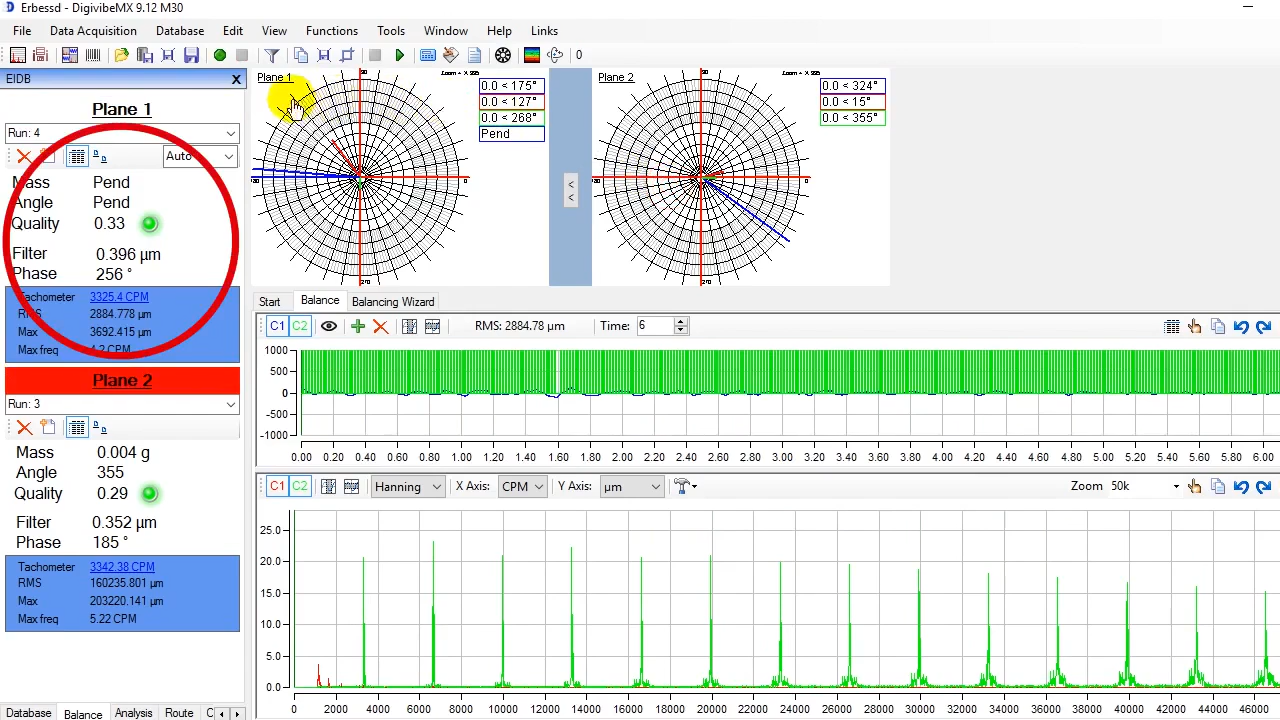 Erbessd - DigivibeMX 9.12 M30
File Data Acquisition Database Edit View Functions Tools Window Help Links
0
EIDB X
Plane 1
Run: 4
Auto
Mass Pend
Angle Pend
Quality 0.33
Filter 0.396 µm
Phase 256 °
Tachometer 3325.4 CPM
RMS 2884.778 µm
Max 3692.415 µm
Max freq 4.2 CPM
Plane 2
Run: 3
Mass 0.004 g
Angle 355
Quality 0.29
Filter 0.352 µm
Phase 185 °
Tachometer 3342.38 CPM
RMS 160235.801 µm
Max 203220.141 µm
Max freq 5.22 CPM
Database Balance Analysis Route C
Plane 1
90
0
270
0.0 < 175°
0.0 < 127°
0.0 < 268°
Pend
<
<
Plane 2
90
0
270
0.0 < 324°
0.0 < 15°
0.0 < 355°
Start Balance Balancing Wizard
C1 C2 RMS: 2884.78 µm Time: 6
1000
500
0
-500
-1000
0.00 0.20 0.40 0.60 0.80 1.00 1.20 1.40 1.60 1.80 2.00 2.20 2.40 2.60 2.80 3.00 3.20 3.40 3.60 3.80 4.00 4.20 4.40 4.60 4.80 5.00 5.20 5.40 5.60 5.80 6.00
C1 C2 Hanning X Axis: CPM Y Axis: µm Zoom 50k
25.0
20.0
15.0
10.0
5.0
0.0
0 2000 4000 6000 8000 10000 12000 14000 16000 18000 20000 22000 24000 26000 28000 30000 32000 34000 36000 38000 40000 42000 44000 46000